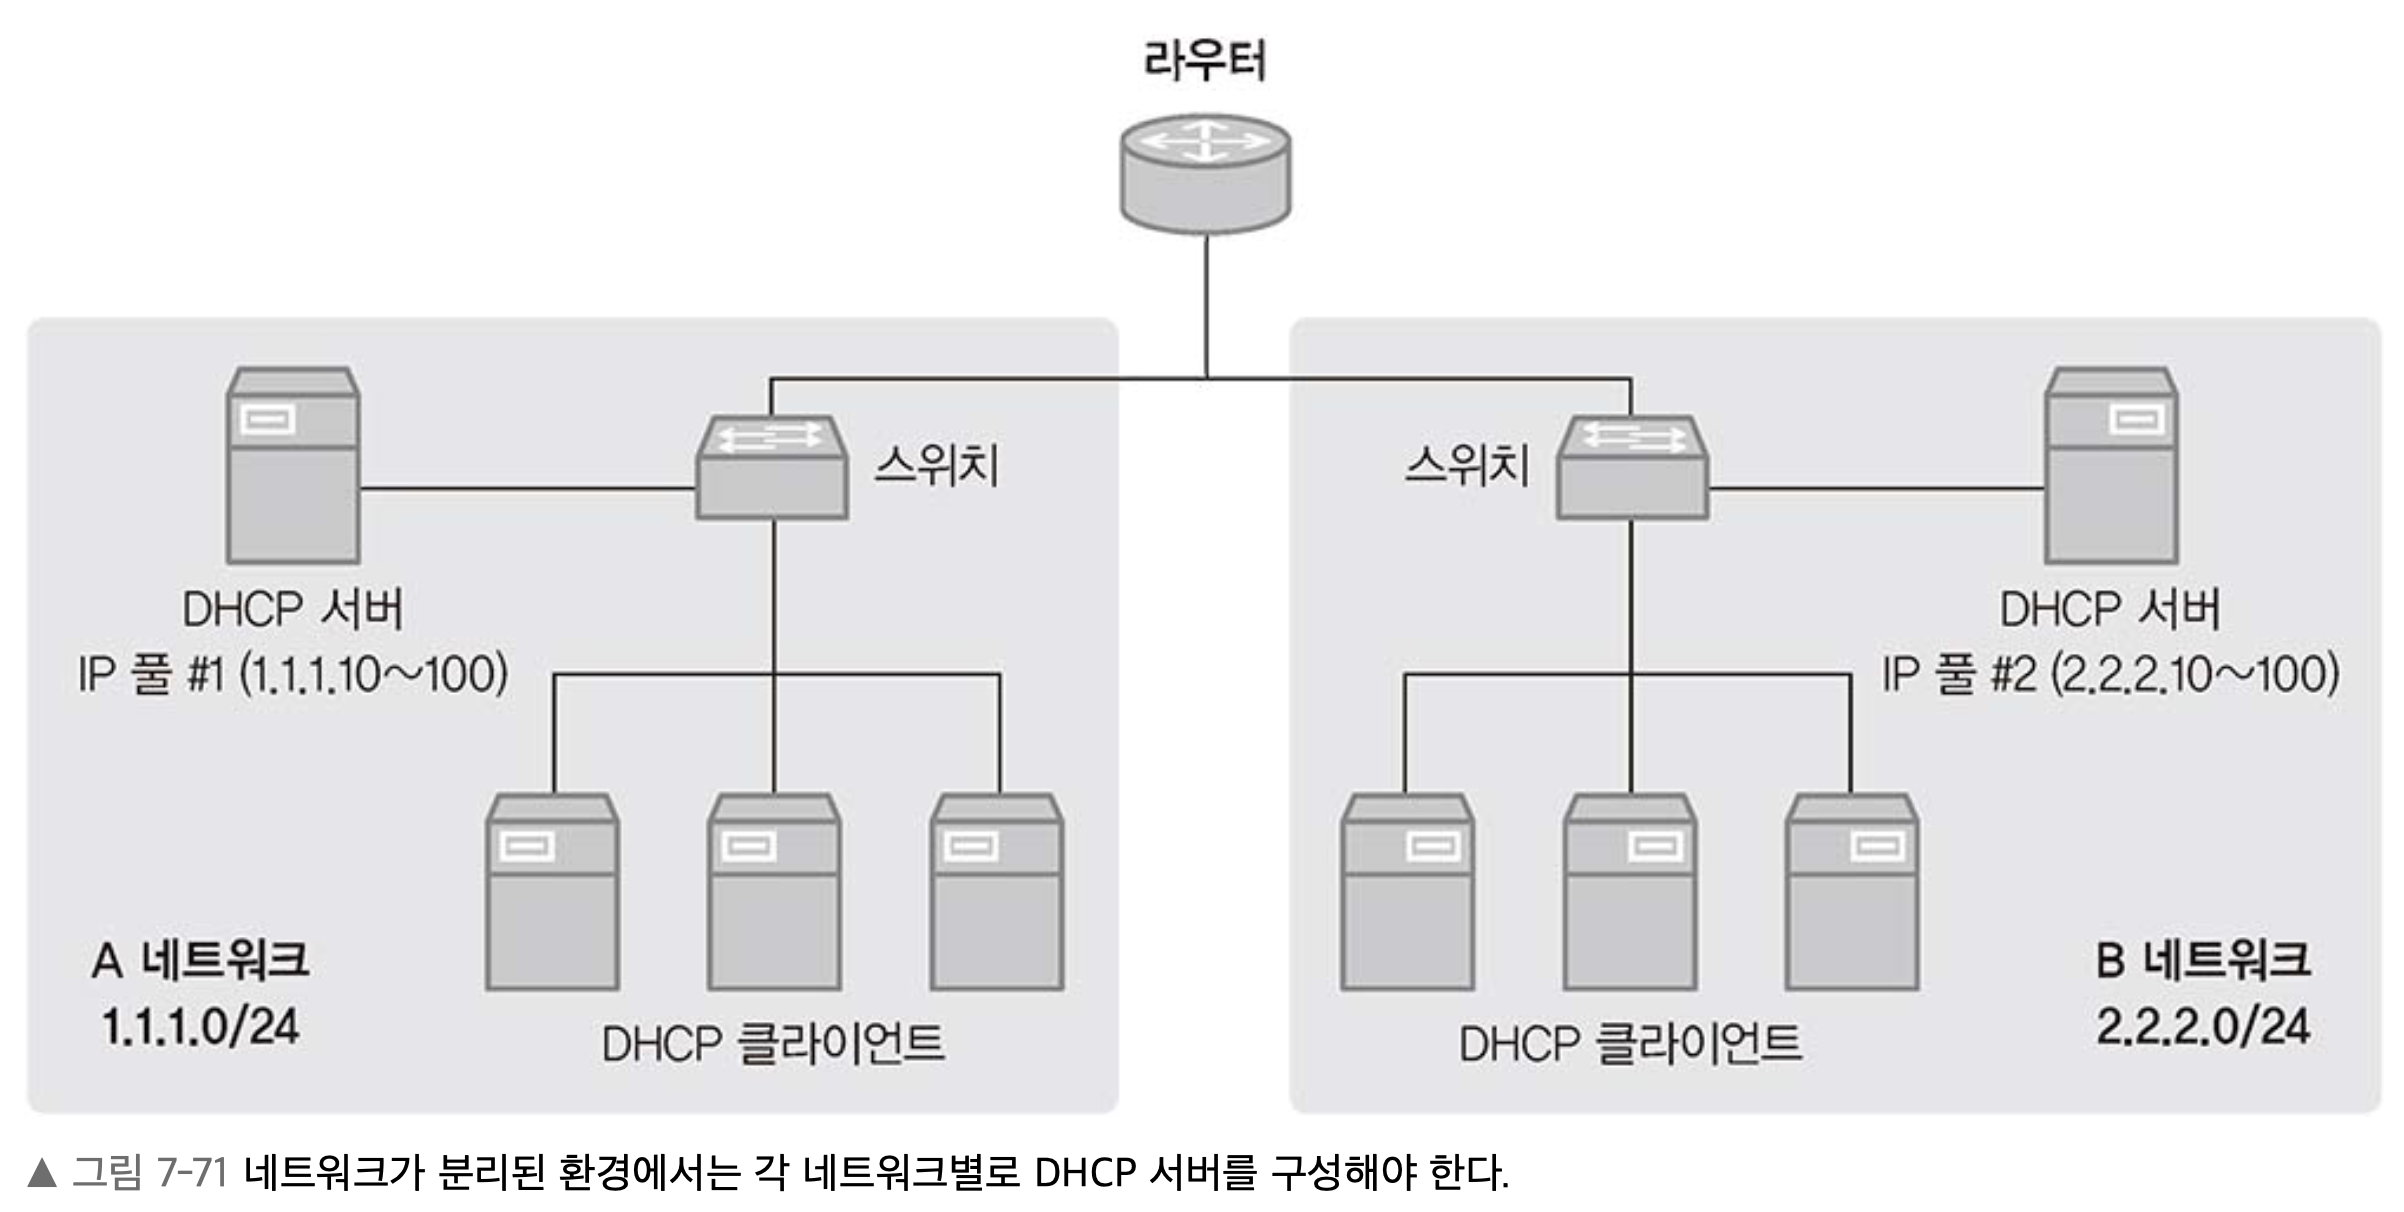 라우터
스위치
스위치
DHCP 서버
IP 풀 #1 (1.1.1.10~100)
DHCP 서버
IP 풀 #2 (2.2.2.10~100)
A 네트워크
1.1.1.0/24
DHCP 클라이언트
DHCP 클라이언트
B 네트워크
2.2.2.0/24
▲ 그림 7-71 네트워크가 분리된 환경에서는 각 네트워크별로 DHCP 서버를 구성해야 한다.